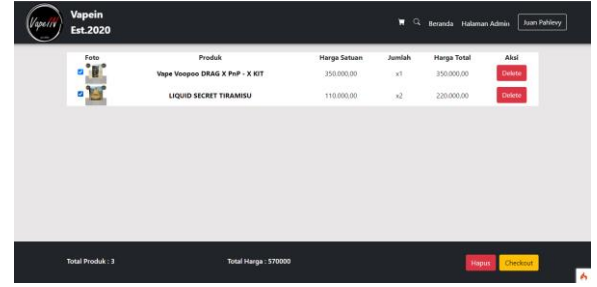 VapeIN
Vapein
Est.2020
Beranda Halaman Admin Juan Pahlevy
Foto Produk Harga Satuan Jumlah Harga Total Aksi
Vape Voopoo DRAG X PnP - X KIT 350.000,00 x1 350.000,00 Delete
LIQUID SECRET TIRAMISU 110.000,00 x2 220.000,00 Delete
Total Produk : 3 Total Harga : 570000 Hapus Checkout